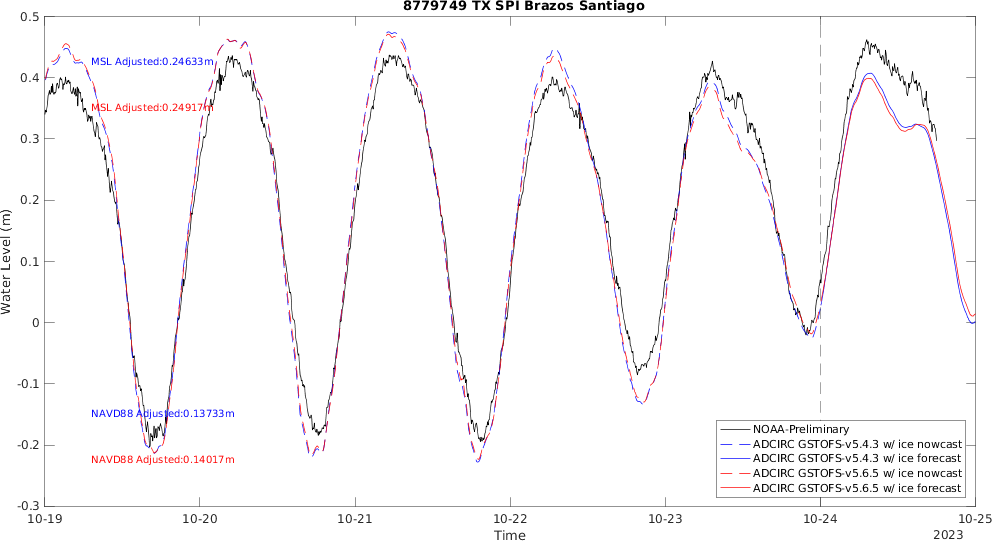 8779749 TX SPI Brazos Santiago
0.5
0.4
0.3
0.2
0.1
0
-0.1
-0.2
-0.3
Water Level (m)
MSL Adjusted:0.24633m
MSL Adjusted:0.24917m
NAVD88 Adjusted:0.13733m
NAVD88 Adjusted:0.14017m
NOAA-Preliminary
ADCIRC GSTOFS-v5.4.3 w/ ice nowcast
ADCIRC GSTOFS-v5.4.3 w/ ice forecast
ADCIRC GSTOFS-v5.6.5 w/ ice nowcast
ADCIRC GSTOFS-v5.6.5 w/ ice forecast
10-19 10-20 10-21 10-22 10-23 10-24 10-25
Time
2023